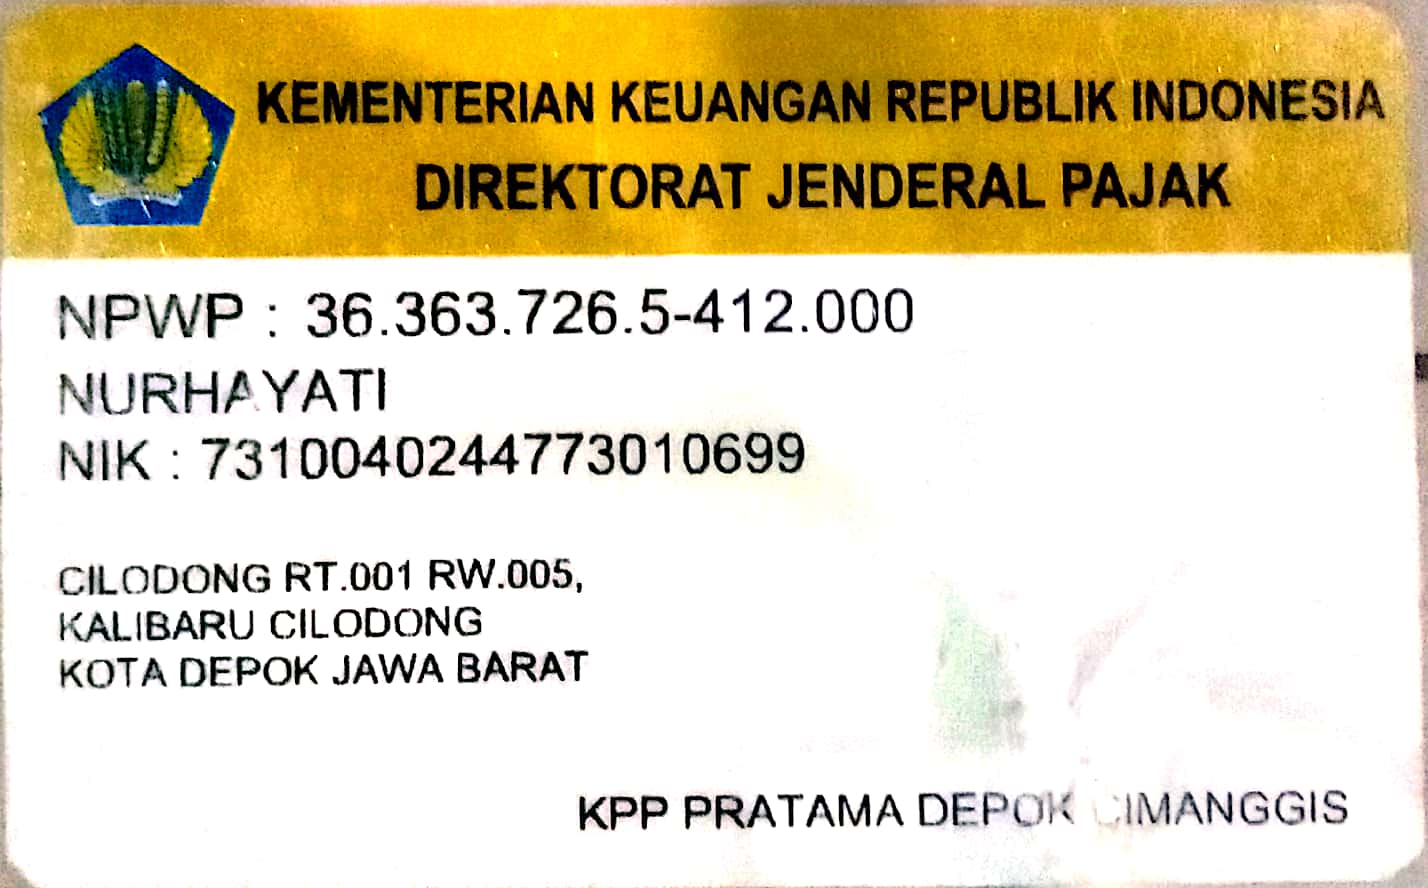 KEMENTERIAN KEUANGAN REPUBLIK INDONESIA
DIREKTORAT JENDERAL PAJAK
NPWP : 36.363.726.5-412.000
NURHAYATI
NIK : 7310040244773010699
CILODONG RT.001 RW.005,
KALIBARU CILODONG
KOTA DEPOK JAWA BARAT
KPP PRATAMA DEPOK CIMANGGIS